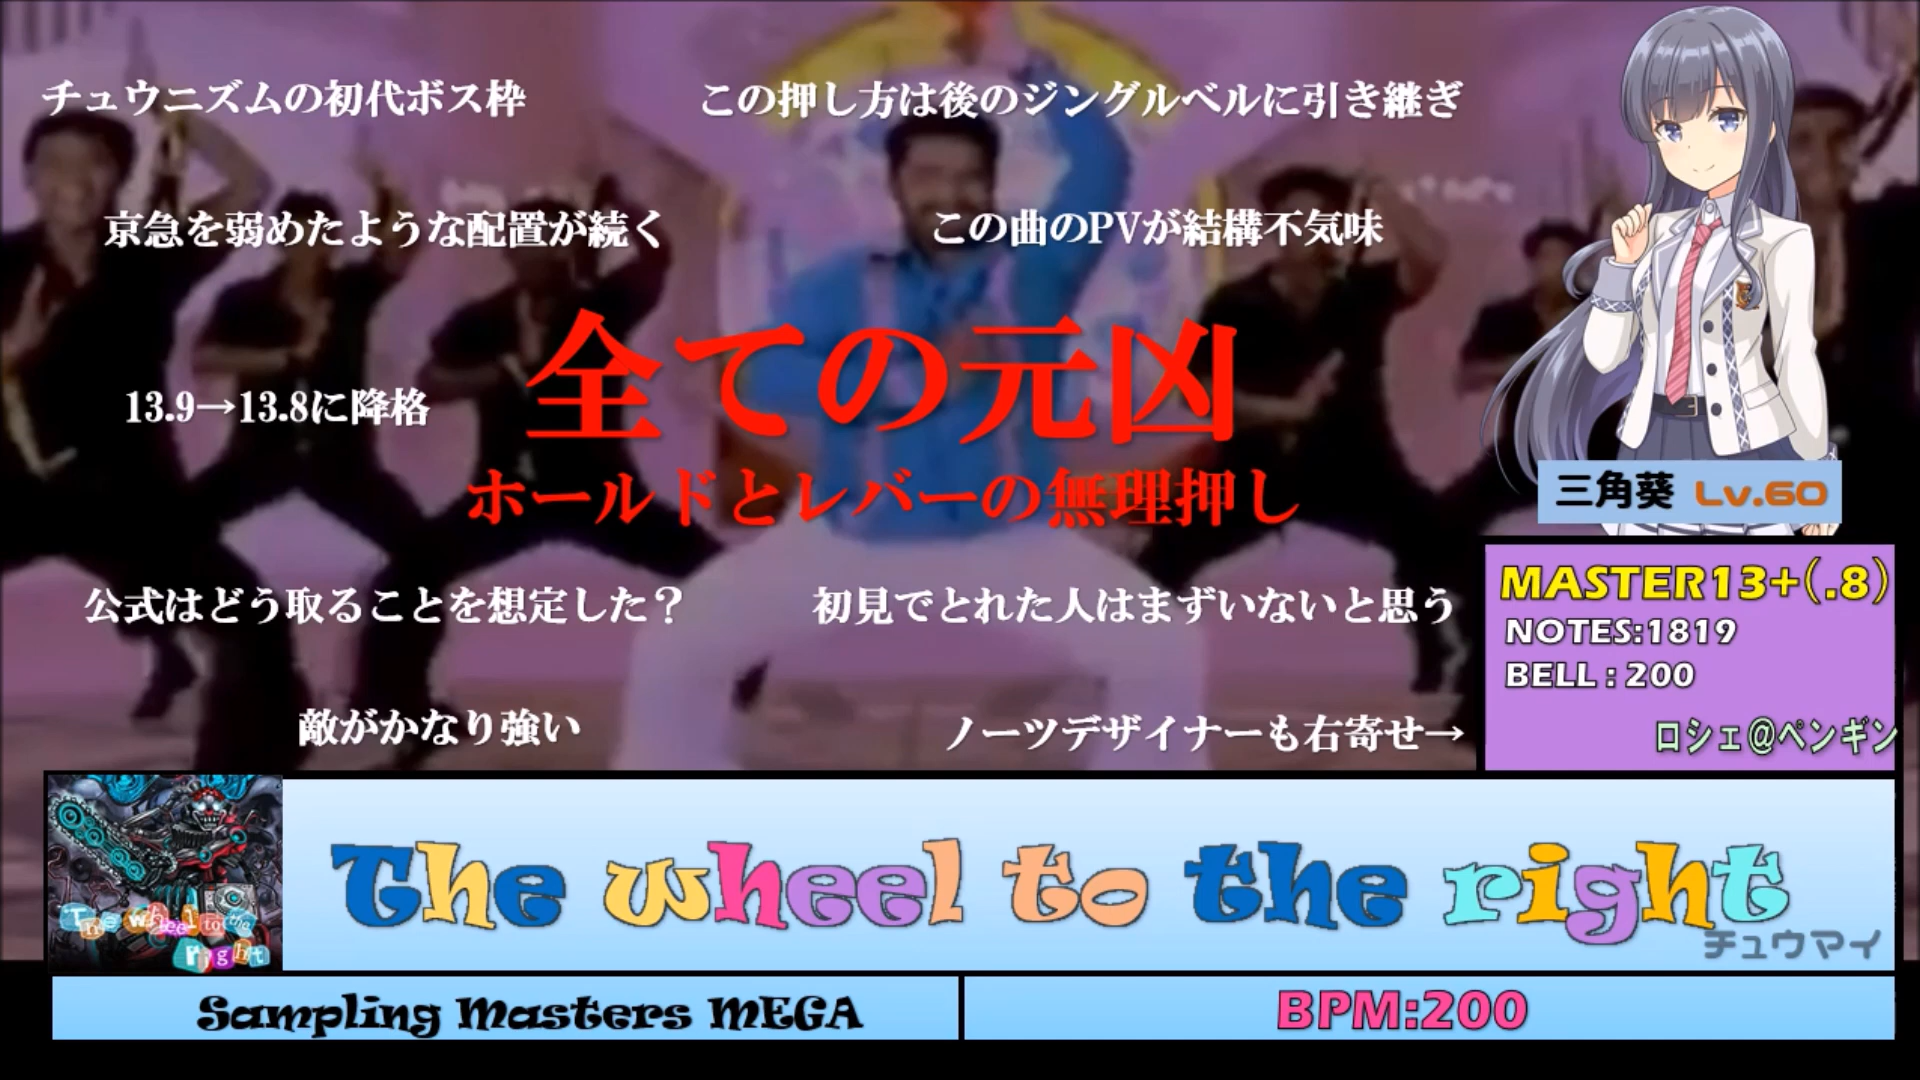 チュウニズムの初代ボス枠
この押し方は後のジングルベルに引き継ぎ
京急を弱めたような配置が続く
この曲のPVが結構不気味
全ての元凶
13.9→13.8に降格
ホールドとレバーの無理押し
三角葵 Lv.60
公式はどう取ることを想定した？
初見でとれた人はまずいないと思う
MASTER13+(.8)
NOTES:1819
BELL:200
敵がかなり強い
ノーツデザイナーも右寄せ→
ロシェ@ペンギン
The wheel to the right
The wheel to the right
チュウマイ
Sampling Masters MEGA
BPM:200